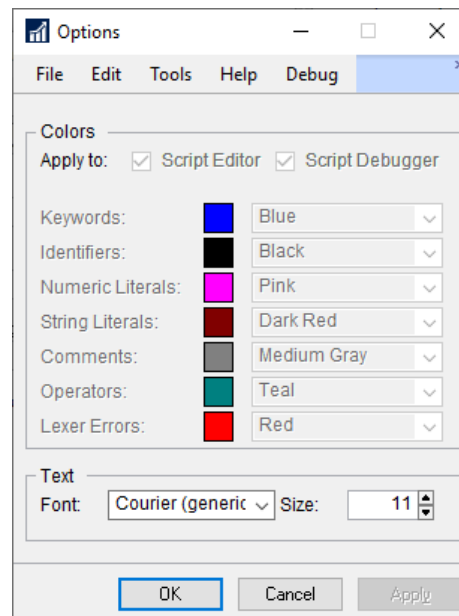 Options
File Edit Tools Help Debug
Colors
Apply to: Script Editor Script Debugger
Keywords: Blue
Identifiers: Black
Numeric Literals: Pink
String Literals: Dark Red
Comments: Medium Gray
Operators: Teal
Lexer Errors: Red
Text
Font: Courier (generic Size: 11
OK Cancel Apply